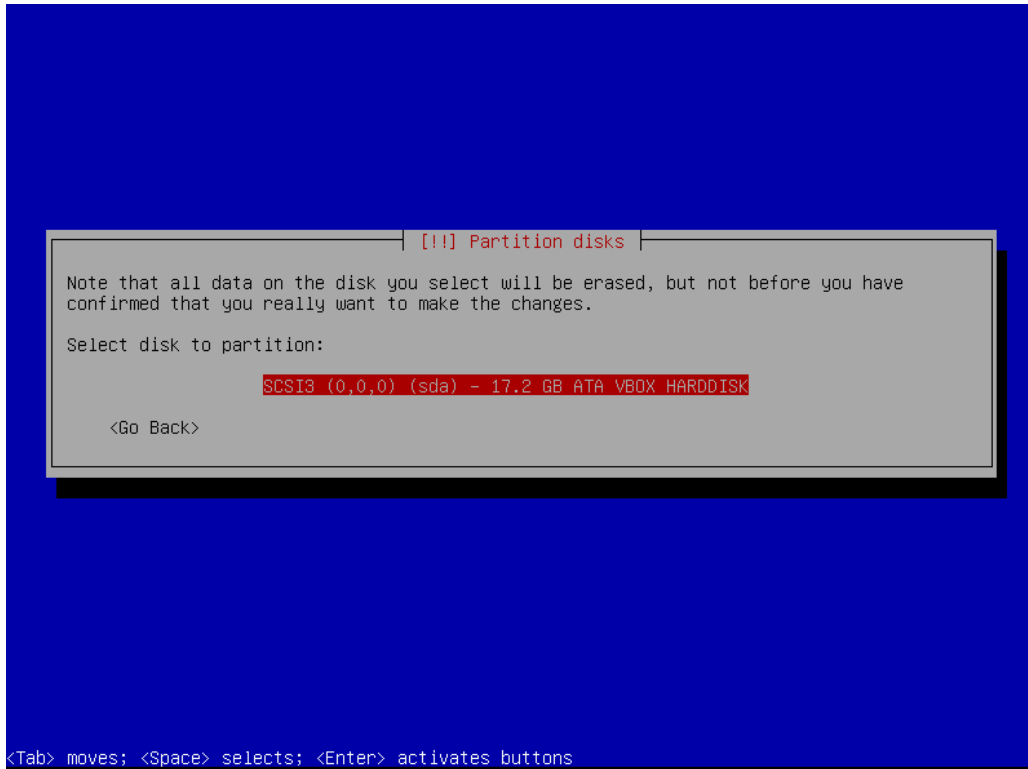 [!!] Partition disks
Note that all data on the disk you select will be erased, but not before you have
confirmed that you really want to make the changes.
Select disk to partition:
SCSI3 (0,0,0) (sda) - 17.2 GB ATA VBOX HARDDISK
<Go Back>
<Tab> moves; <Space> selects; <Enter> activates buttons